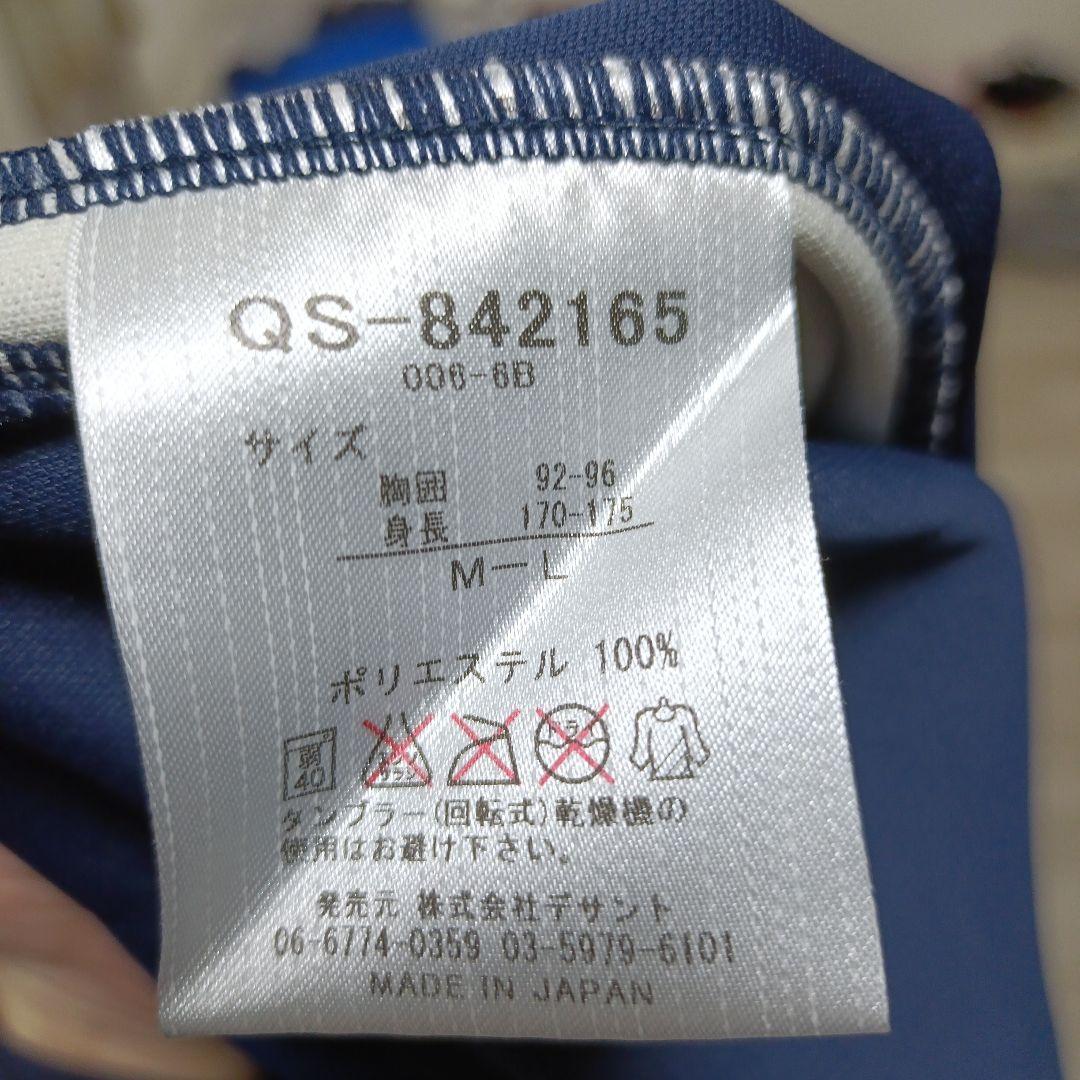 QS-842165
006-6B
サイズ
胸囲 92-96
身長 170-175
M-L
ポリエステル 100%
弱 40
タンブラー(回転式)乾燥機の
使用はお避け下さい。
発売元 株式会社デサント
06-6774-0359 03-5979-6101
MADE IN JAPAN